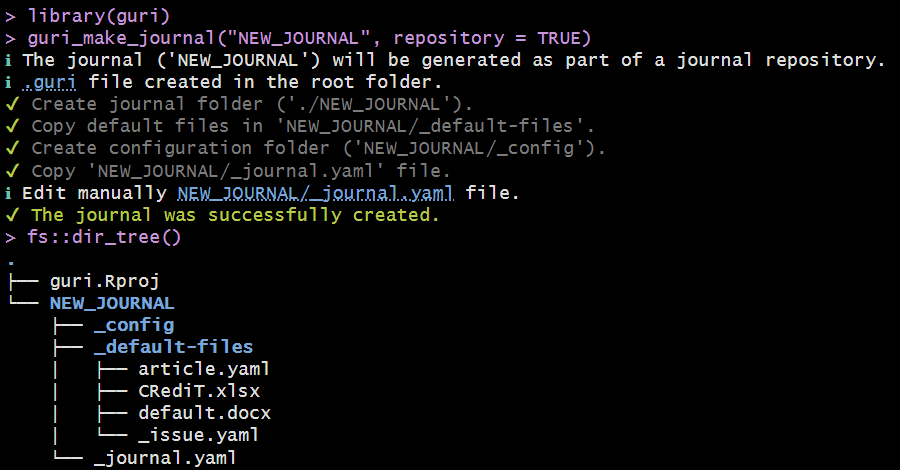 > library(guri)
> guri_make_journal("NEW_JOURNAL", repository = TRUE)
ℹ The journal ('NEW_JOURNAL') will be generated as part of a journal repository.
ℹ .guri file created in the root folder.
✔ Create journal folder ('./NEW_JOURNAL').
✔ Copy default files in 'NEW_JOURNAL/_default-files'.
✔ Create configuration folder ('NEW_JOURNAL/_config').
✔ Copy 'NEW_JOURNAL/_journal.yaml' file.
ℹ Edit manually NEW_JOURNAL/_journal.yaml file.
✔ The journal was successfully created.
> fs::dir_tree()
.
├── guri.Rproj
└── NEW_JOURNAL
    ├── _config
    ├── _default-files
    │   ├── article.yaml
    │   ├── CRediT.xlsx
    │   ├── default.docx
    │   └── _issue.yaml
    └── _journal.yaml